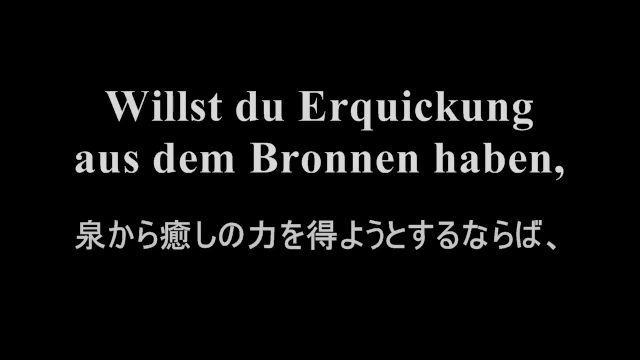 Willst du Erquickung
aus dem Bronnen haben,
泉から癒しの力を得ようとするならば、